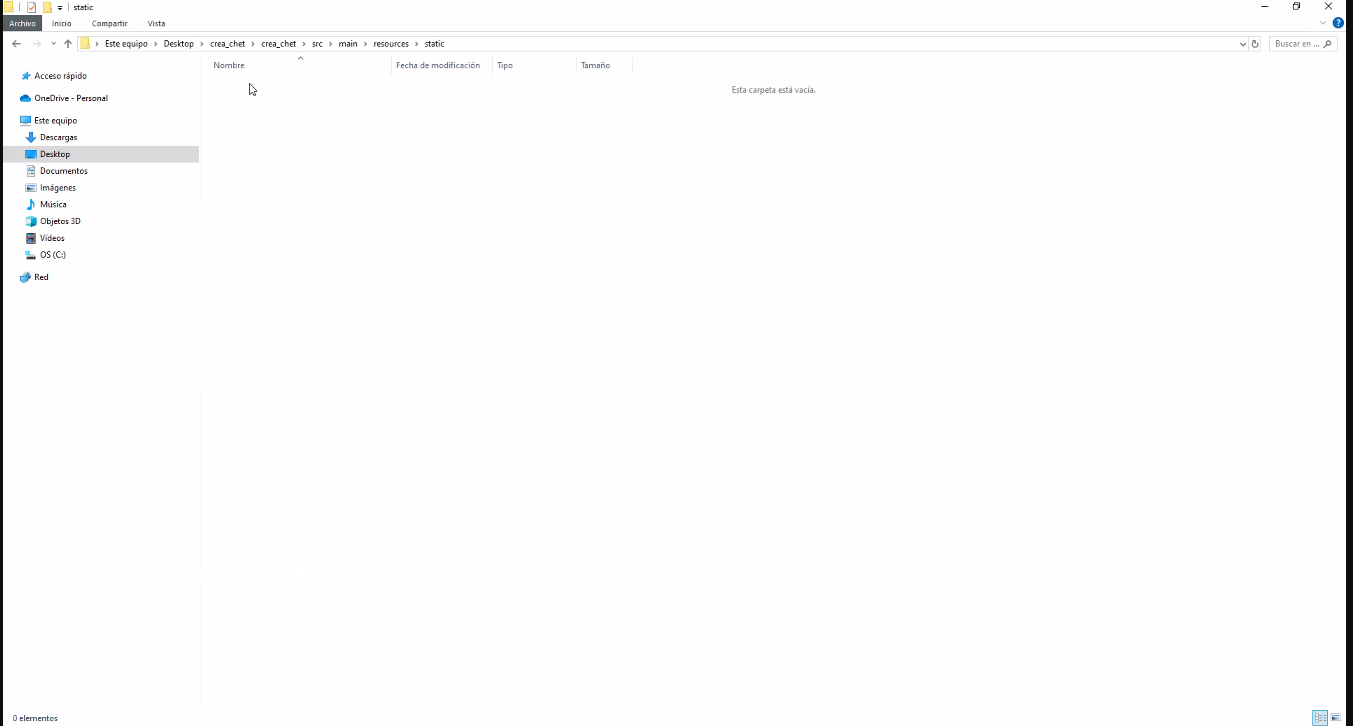 static
Archivo Inicio Compartir Vista
Este equipo > Desktop > crea_chet > crea_chet > src > main > resources > static
Buscar en ...
Nombre Fecha de modificación Tipo Tamaño
Esta carpeta está vacía.
Acceso rápido
OneDrive - Personal
Este equipo
Descargas
Desktop
Documentos
Imágenes
Música
Objetos 3D
Vídeos
OS (C:)
Red
0 elementos